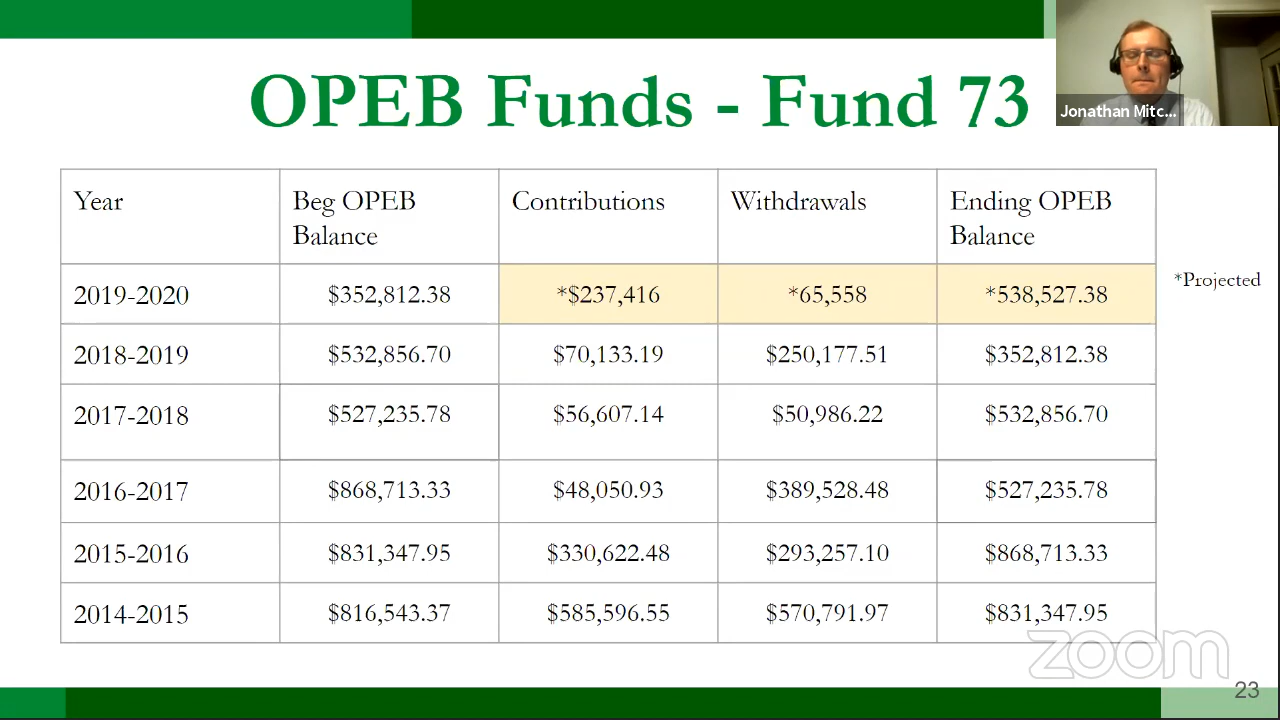 OPEB Funds - Fund 73
Jonathan Mitc...
Year Beg OPEB Balance Contributions Withdrawals Ending OPEB Balance
2019-2020 $352,812.38 *$237,416 *65,558 *538,527.38
*Projected
2018-2019 $532,856.70 $70,133.19 $250,177.51 $352,812.38
2017-2018 $527,235.78 $56,607.14 $50,986.22 $532,856.70
2016-2017 $868,713.33 $48,050.93 $389,528.48 $527,235.78
2015-2016 $831,347.95 $330,622.48 $293,257.10 $868,713.33
2014-2015 $816,543.37 $585,596.55 $570,791.97 $831,347.95
zoom
23